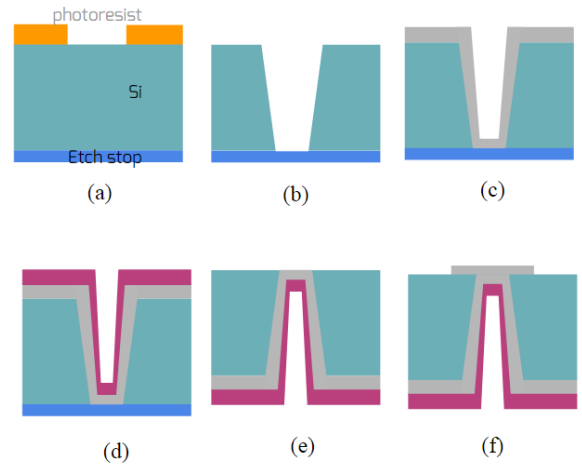 photoresist
Si
Etch stop
(a)
(b)
(c)
(d)
(e)
(f)